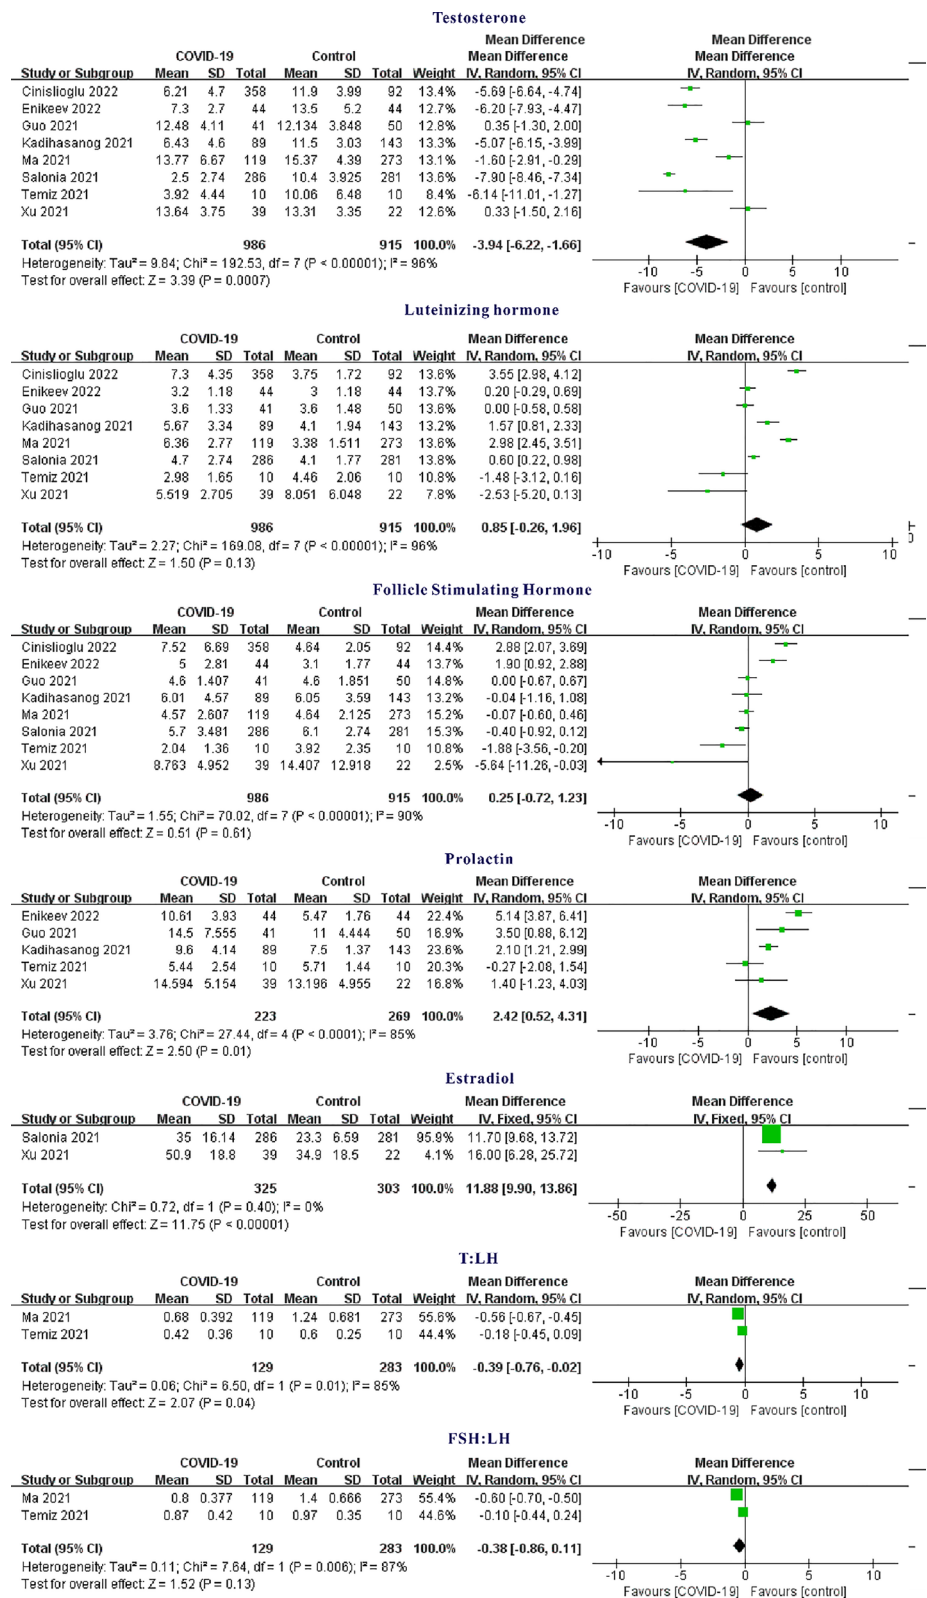 Testosterone
Mean Difference Mean Difference
COVID-19 Control Mean Difference IV, Random, 95% CI
Study or Subgroup Mean SD Total Mean SD Total Weight IV, Random, 95% CI
Cinislioglu 2022 6.21 4.7 358 11.9 3.99 92 13.4% -5.69 [-6.64, -4.74]
Enikeev 2022 7.3 2.7 44 13.5 5.2 44 12.7% -6.20 [-7.93, -4.47]
Guo 2021 12.48 4.11 41 12.134 3.848 50 12.8% 0.35 [-1.30, 2.00]
Kadihasanog 2021 6.43 4.6 89 11.5 3.03 143 13.3% -5.07 [-6.15, -3.99]
Ma 2021 13.77 6.67 119 15.37 4.39 273 13.1% -1.60 [-2.91, -0.29]
Salonia 2021 2.5 2.74 286 10.4 3.925 281 13.6% -7.90 [-8.46, -7.34]
Temiz 2021 3.92 4.44 10 10.06 6.48 10 8.4% -6.14 [-11.01, -1.27]
Xu 2021 13.64 3.75 39 13.31 3.35 22 12.6% 0.33 [-1.50, 2.16]
Total (95% CI) 986 915 100.0% -3.94 [-6.22, -1.66]
Heterogeneity: Tau² = 9.84; Chi² = 192.53, df = 7 (P < 0.00001); I² = 96%
Test for overall effect: Z = 3.39 (P = 0.0007)
-10 -5 0 5 10
Favours [COVID-19] Favours [control]
Luteinizing hormone
COVID-19 Control Mean Difference Mean Difference
Study or Subgroup Mean SD Total Mean SD Total Weight IV, Random, 95% CI IV, Random, 95% CI
Cinislioglu 2022 7.3 4.35 358 3.75 1.72 92 13.6% 3.55 [2.98, 4.12]
Enikeev 2022 3.2 1.18 44 3 1.18 44 13.7% 0.20 [-0.29, 0.69]
Guo 2021 3.6 1.33 41 3.6 1.48 50 13.6% 0.00 [-0.58, 0.58]
Kadihasanog 2021 5.67 3.34 89 4.1 1.94 143 13.3% 1.57 [0.81, 2.33]
Ma 2021 6.36 2.77 119 3.38 1.511 273 13.6% 2.98 [2.45, 3.51]
Salonia 2021 4.7 2.74 286 4.1 1.77 281 13.8% 0.60 [0.22, 0.98]
Temiz 2021 2.98 1.65 10 4.46 2.06 10 10.7% -1.48 [-3.12, 0.16]
Xu 2021 5.519 2.705 39 8.051 6.048 22 7.8% -2.53 [-5.20, 0.13]
Total (95% CI) 986 915 100.0% 0.85 [-0.26, 1.96]
Heterogeneity: Tau² = 2.27; Chi² = 169.08, df = 7 (P < 0.00001); I² = 96%
Test for overall effect: Z = 1.50 (P = 0.13)
-10 -5 0 5 10
Favours [COVID-19] Favours [control]
Follicle Stimulating Hormone
COVID-19 Control Mean Difference Mean Difference
Study or Subgroup Mean SD Total Mean SD Total Weight IV, Random, 95% CI IV, Random, 95% CI
Cinislioglu 2022 7.52 6.69 358 4.64 2.05 92 14.4% 2.88 [2.07, 3.69]
Enikeev 2022 5 2.81 44 3.1 1.77 44 13.8% 1.90 [0.92, 2.88]
Guo 2021 4.6 1.407 41 4.6 1.851 50 14.8% 0.00 [-0.67, 0.67]
Kadihasanog 2021 6.01 4.57 89 6.05 3.59 143 13.2% -0.04 [-1.16, 1.08]
Ma 2021 4.57 2.607 119 4.64 2.125 273 15.2% -0.07 [-0.60, 0.46]
Salonia 2021 5.7 3.481 286 6.1 2.74 281 15.3% -0.40 [-0.92, 0.12]
Temiz 2021 2.04 1.36 10 3.92 2.35 10 10.8% -1.88 [-3.56, -0.20]
Xu 2021 8.763 4.952 39 14.407 12.918 22 2.5% -5.64 [-11.26, -0.03]
Total (95% CI) 986 915 100.0% 0.25 [-0.72, 1.23]
Heterogeneity: Tau² = 1.55; Chi² = 70.02, df = 7 (P < 0.00001); I² = 90%
Test for overall effect: Z = 0.51 (P = 0.61)
-10 -5 0 5 10
Favours [COVID-19] Favours [control]
Prolactin
COVID-19 Control Mean Difference Mean Difference
Study or Subgroup Mean SD Total Mean SD Total Weight IV, Random, 95% CI IV, Random, 95% CI
Enikeev 2022 10.61 3.93 44 5.47 1.76 44 22.4% 5.14 [3.87, 6.41]
Guo 2021 14.5 7.555 41 11 4.444 50 16.9% 3.50 [0.88, 6.12]
Kadihasanog 2021 9.6 4.14 89 7.5 1.37 143 23.6% 2.10 [1.21, 2.99]
Temiz 2021 5.44 2.54 10 5.71 1.44 10 20.3% -0.27 [-2.08, 1.54]
Xu 2021 14.594 5.154 39 13.196 4.955 22 16.8% 1.40 [-1.23, 4.03]
Total (95% CI) 223 269 100.0% 2.42 [0.52, 4.31]
Heterogeneity: Tau² = 3.76; Chi² = 27.44, df = 4 (P < 0.0001); I² = 85%
Test for overall effect: Z = 2.50 (P = 0.01)
-10 -5 0 5 10
Favours [COVID-19] Favours [control]
Estradiol
COVID-19 Control Mean Difference Mean Difference
Study or Subgroup Mean SD Total Mean SD Total Weight IV, Fixed, 95% CI IV, Fixed, 95% CI
Salonia 2021 35 16.14 286 23.3 6.59 281 95.9% 11.70 [9.68, 13.72]
Xu 2021 50.9 18.8 39 34.9 18.5 22 4.1% 16.00 [6.28, 25.72]
Total (95% CI) 325 303 100.0% 11.88 [9.90, 13.86]
Heterogeneity: Chi² = 0.72, df = 1 (P = 0.40); I² = 0%
Test for overall effect: Z = 11.75 (P < 0.00001)
-50 -25 0 25 50
Favours [COVID-19] Favours [control]
T:LH
COVID-19 Control Mean Difference Mean Difference
Study or Subgroup Mean SD Total Mean SD Total Weight IV, Random, 95% CI IV, Random, 95% CI
Ma 2021 0.68 0.392 119 1.24 0.681 273 55.6% -0.56 [-0.67, -0.45]
Temiz 2021 0.42 0.36 10 0.6 0.25 10 44.4% -0.18 [-0.45, 0.09]
Total (95% CI) 129 283 100.0% -0.39 [-0.76, -0.02]
Heterogeneity: Tau² = 0.06; Chi² = 6.50, df = 1 (P = 0.01); I² = 85%
Test for overall effect: Z = 2.07 (P = 0.04)
-10 -5 0 5 10
Favours [COVID-19] Favours [control]
FSH:LH
COVID-19 Control Mean Difference Mean Difference
Study or Subgroup Mean SD Total Mean SD Total Weight IV, Random, 95% CI IV, Random, 95% CI
Ma 2021 0.8 0.377 119 1.4 0.666 273 55.4% -0.60 [-0.70, -0.50]
Temiz 2021 0.87 0.42 10 0.97 0.35 10 44.6% -0.10 [-0.44, 0.24]
Total (95% CI) 129 283 100.0% -0.38 [-0.86, 0.11]
Heterogeneity: Tau² = 0.11; Chi² = 7.64, df = 1 (P = 0.006); I² = 87%
Test for overall effect: Z = 1.52 (P = 0.13)
-10 -5 0 5 10
Favours [COVID-19] Favours [control]